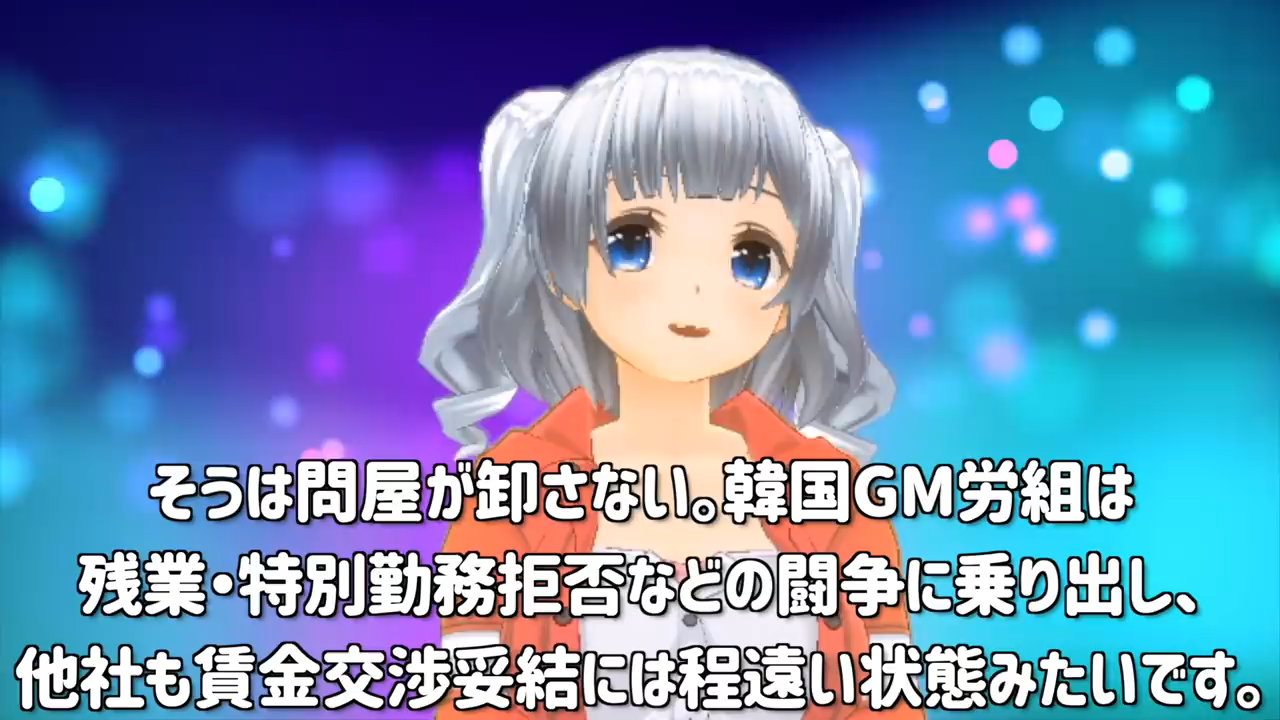 そうは問屋が卸さない。韓国GM労組は
残業・特別勤務拒否などの闘争に乗り出し、
他社も賃金交渉妥結には程遠い状態みたいです。